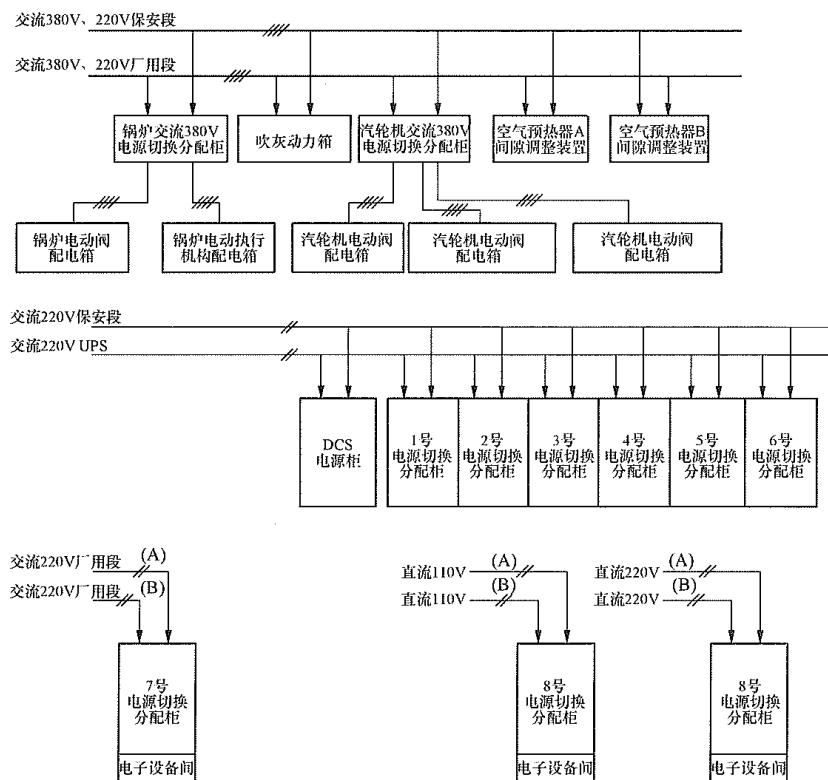 交流380V、220V保安段
交流380V、220V厂用段
锅炉交流380V
电源切换分配柜
吹灰动力箱
汽轮机交流380V
电源切换分配柜
空气预热器A
间隙调整装置
空气预热器B
间隙调整装置
锅炉电动阀
配电箱
锅炉电动执行
机构配电箱
汽轮机电动阀
配电箱
汽轮机电动阀
配电箱
汽轮机电动阀
配电箱
交流220V保安段
交流220V UPS
DCS
电源柜
1号
电源切换
分配柜
2号
电源切换
分配柜
3号
电源切换
分配柜
4号
电源切换
分配柜
5号
电源切换
分配柜
6号
电源切换
分配柜
交流220V厂用段 (A)
交流220V厂用段 (B)
7号
电源切换
分配柜
电子设备间
直流110V (A)
直流110V (B)
8号
电源切换
分配柜
电子设备间
直流220V (A)
直流220V (B)
8号
电源切换
分配柜
电子设备间